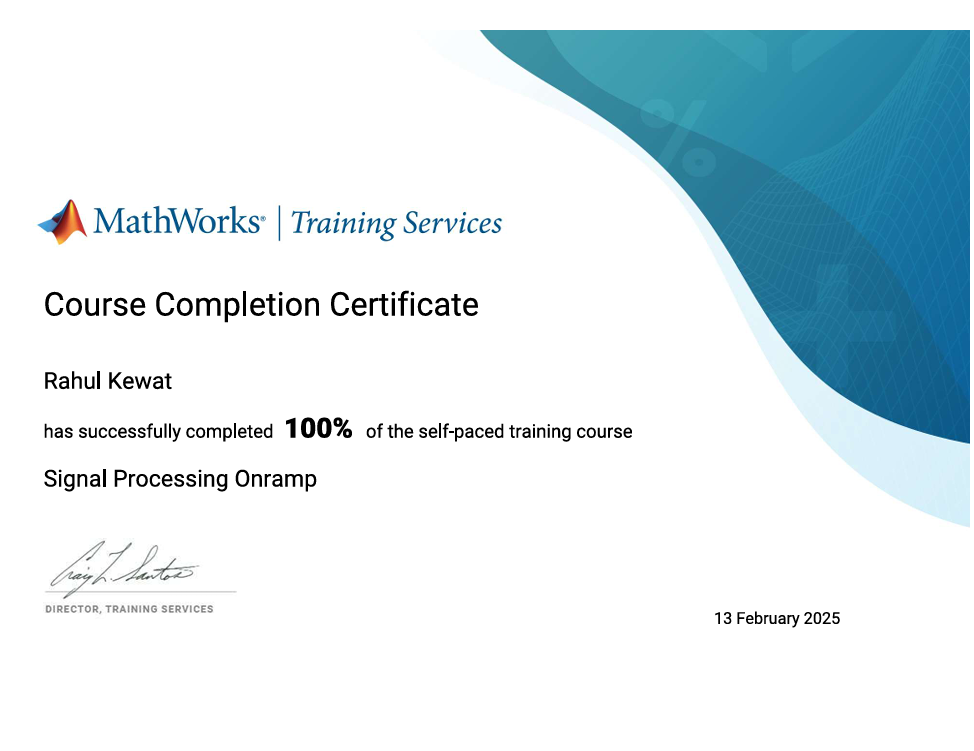 MathWorks® | Training Services
Course Completion Certificate
Rahul Kewat
has successfully completed 100% of the self-paced training course
Signal Processing Onramp
Craig L. Santos
DIRECTOR, TRAINING SERVICES
13 February 2025